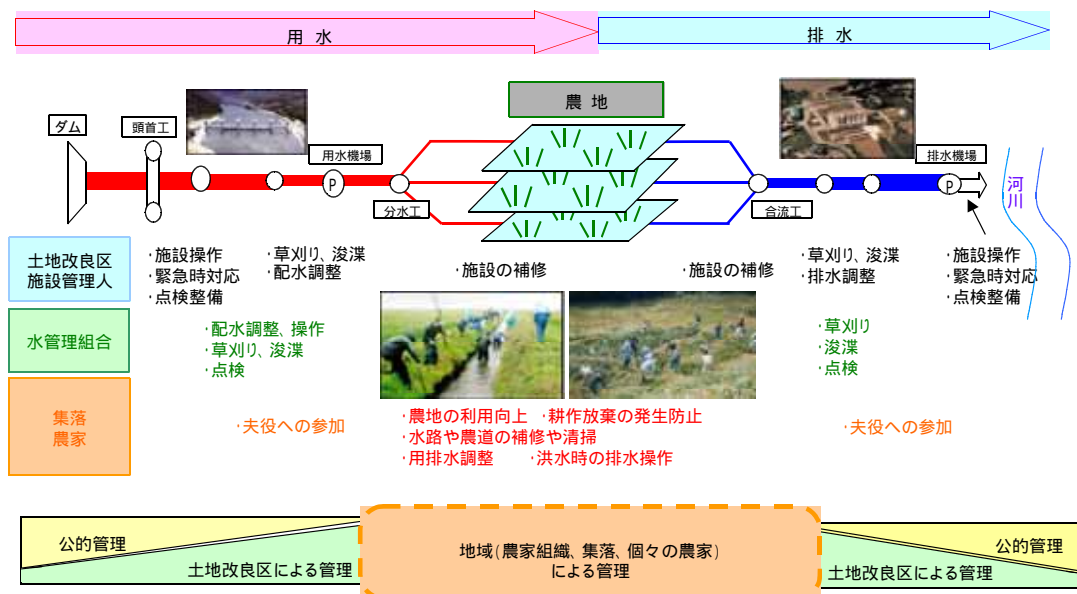 用 水
排 水
農 地
ダム
頭首工
用水機場
P
分水工
合流工
排水機場
P
河川
土地改良区
施設管理人
・施設操作
・緊急時対応
・点検整備
・草刈り、浚渫
・配水調整
・施設の補修
・施設の補修
・草刈り、浚渫
・排水調整
・施設操作
・緊急時対応
・点検整備
水管理組合
・配水調整、操作
・草刈り、浚渫
・点検
・草刈り
・浚渫
・点検
集落
農家
・夫役への参加
・農地の利用向上 ・耕作放棄の発生防止
・水路や農道の補修や清掃
・用排水調整 ・洪水時の排水操作
・夫役への参加
公的管理
土地改良区による管理
地域(農家組織、集落、個々の農家)
による管理
公的管理
土地改良区による管理